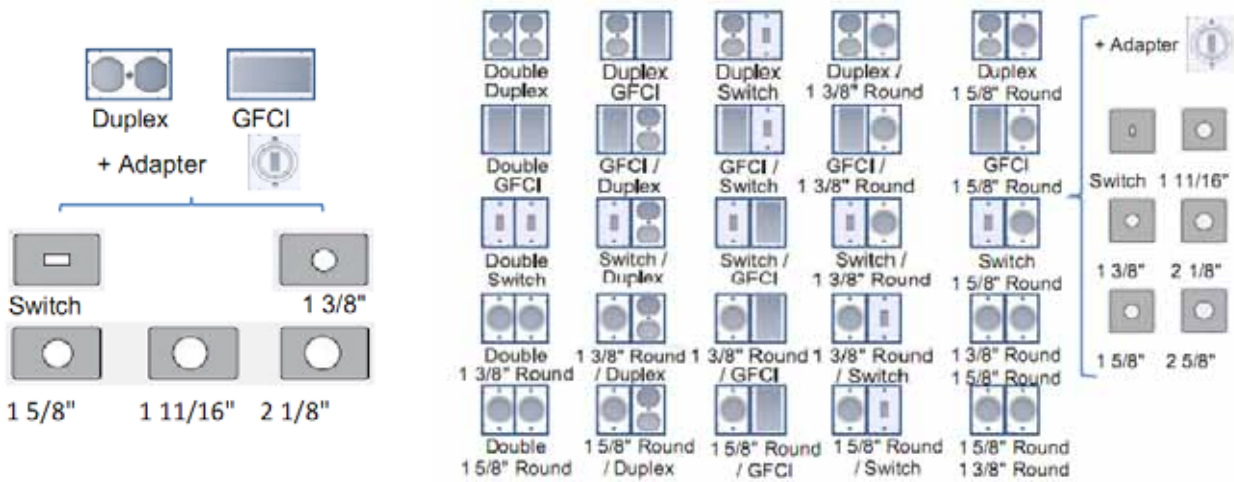 Duplex
GFCI
+ Adapter
Switch
1 3/8"
1 5/8"
1 11/16"
2 1/8"
Double
Duplex
Duplex
GFCI
Duplex
Switch
Duplex /
1 3/8" Round
Duplex
1 5/8" Round
Double
GFCI
GFCI /
Duplex
GFCI /
Switch
GFCI /
1 3/8" Round
GFCI
1 5/8" Round
Double
Switch
Switch /
Duplex
Switch /
GFCI
Switch /
1 3/8" Round
Switch
1 5/8" Round
Double
1 3/8" Round
1 3/8" Round
/ Duplex
1 3/8" Round
/ GFCI
1 3/8" Round
/ Switch
1 3/8" Round
1 5/8" Round
Double
1 5/8" Round
1 5/8" Round
/ Duplex
1 5/8" Round
/ GFCI
1 5/8" Round
/ Switch
1 5/8" Round
1 3/8" Round
+ Adapter
Switch
1 11/16"
1 3/8"
2 1/8"
1 5/8"
2 5/8"